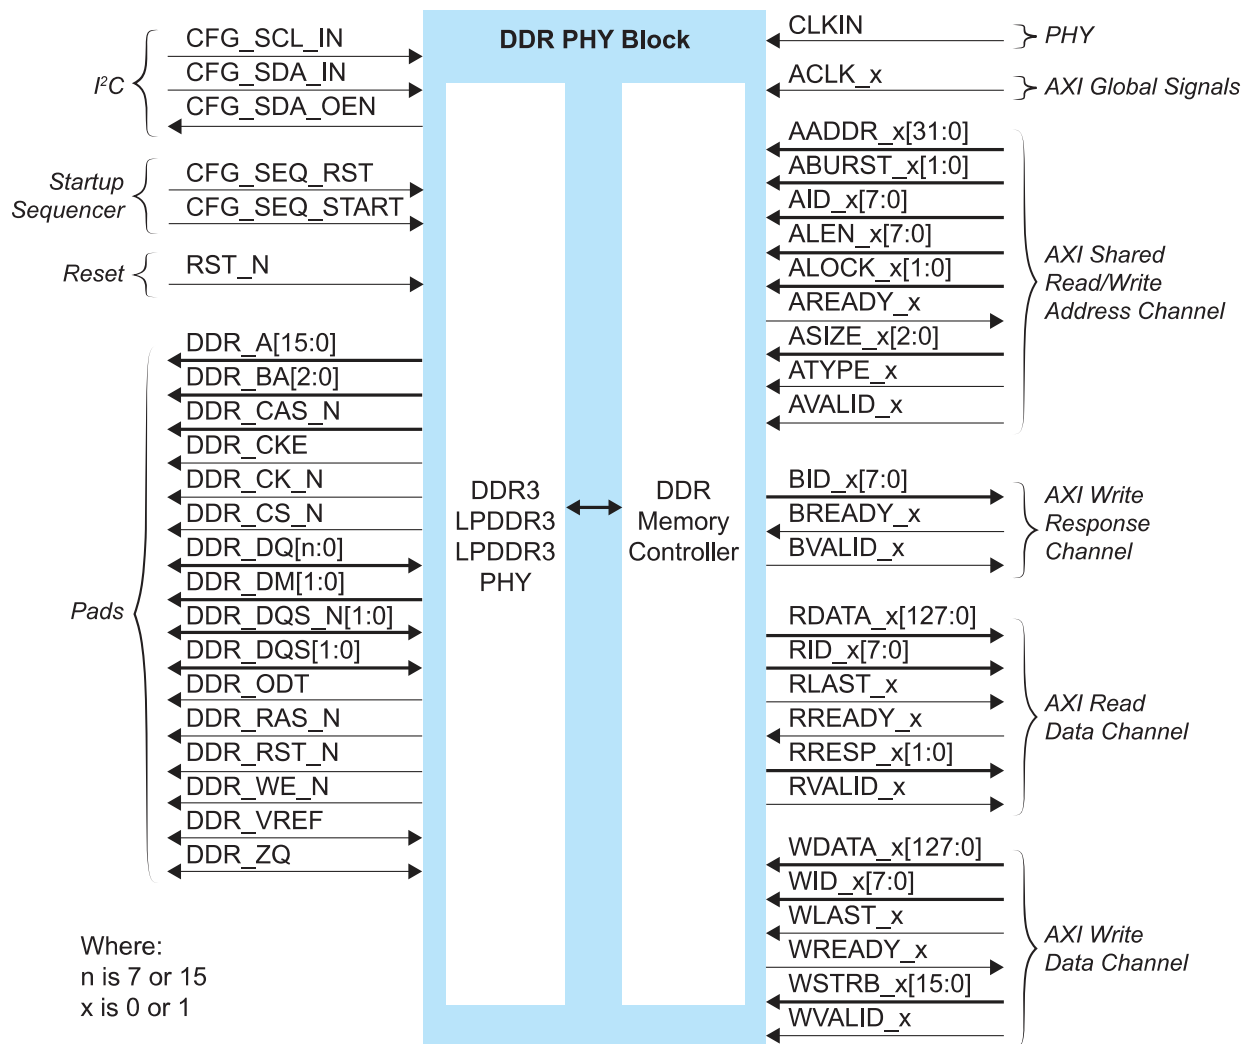 DDR PHY Block
I²C
CFG_SCL_IN
CFG_SDA_IN
CFG_SDA_OEN
Startup
Sequencer
CFG_SEQ_RST
CFG_SEQ_START
Reset
RST_N
Pads
DDR_A[15:0]
DDR_BA[2:0]
DDR_CAS_N
DDR_CKE
DDR_CK_N
DDR_CS_N
DDR_DQ[n:0]
DDR_DM[1:0]
DDR_DQS_N[1:0]
DDR_DQS[1:0]
DDR_ODT
DDR_RAS_N
DDR_RST_N
DDR_WE_N
DDR_VREF
DDR_ZQ
Where:
n is 7 or 15
x is 0 or 1
DDR3
LPDDR3
LPDDR3
PHY
DDR
Memory
Controller
CLKIN
PHY
ACLK_x
AXI Global Signals
AADDR_x[31:0]
ABURST_x[1:0]
AID_x[7:0]
ALEN_x[7:0]
ALOCK_x[1:0]
AREADY_x
ASIZE_x[2:0]
ATYPE_x
AVALID_x
AXI Shared
Read/Write
Address Channel
BID_x[7:0]
BREADY_x
BVALID_x
AXI Write
Response
Channel
RDATA_x[127:0]
RID_x[7:0]
RLAST_x
RREADY_x
RRESP_x[1:0]
RVALID_x
AXI Read
Data Channel
WDATA_x[127:0]
WID_x[7:0]
WLAST_x
WREADY_x
WSTRB_x[15:0]
WVALID_x
AXI Write
Data Channel